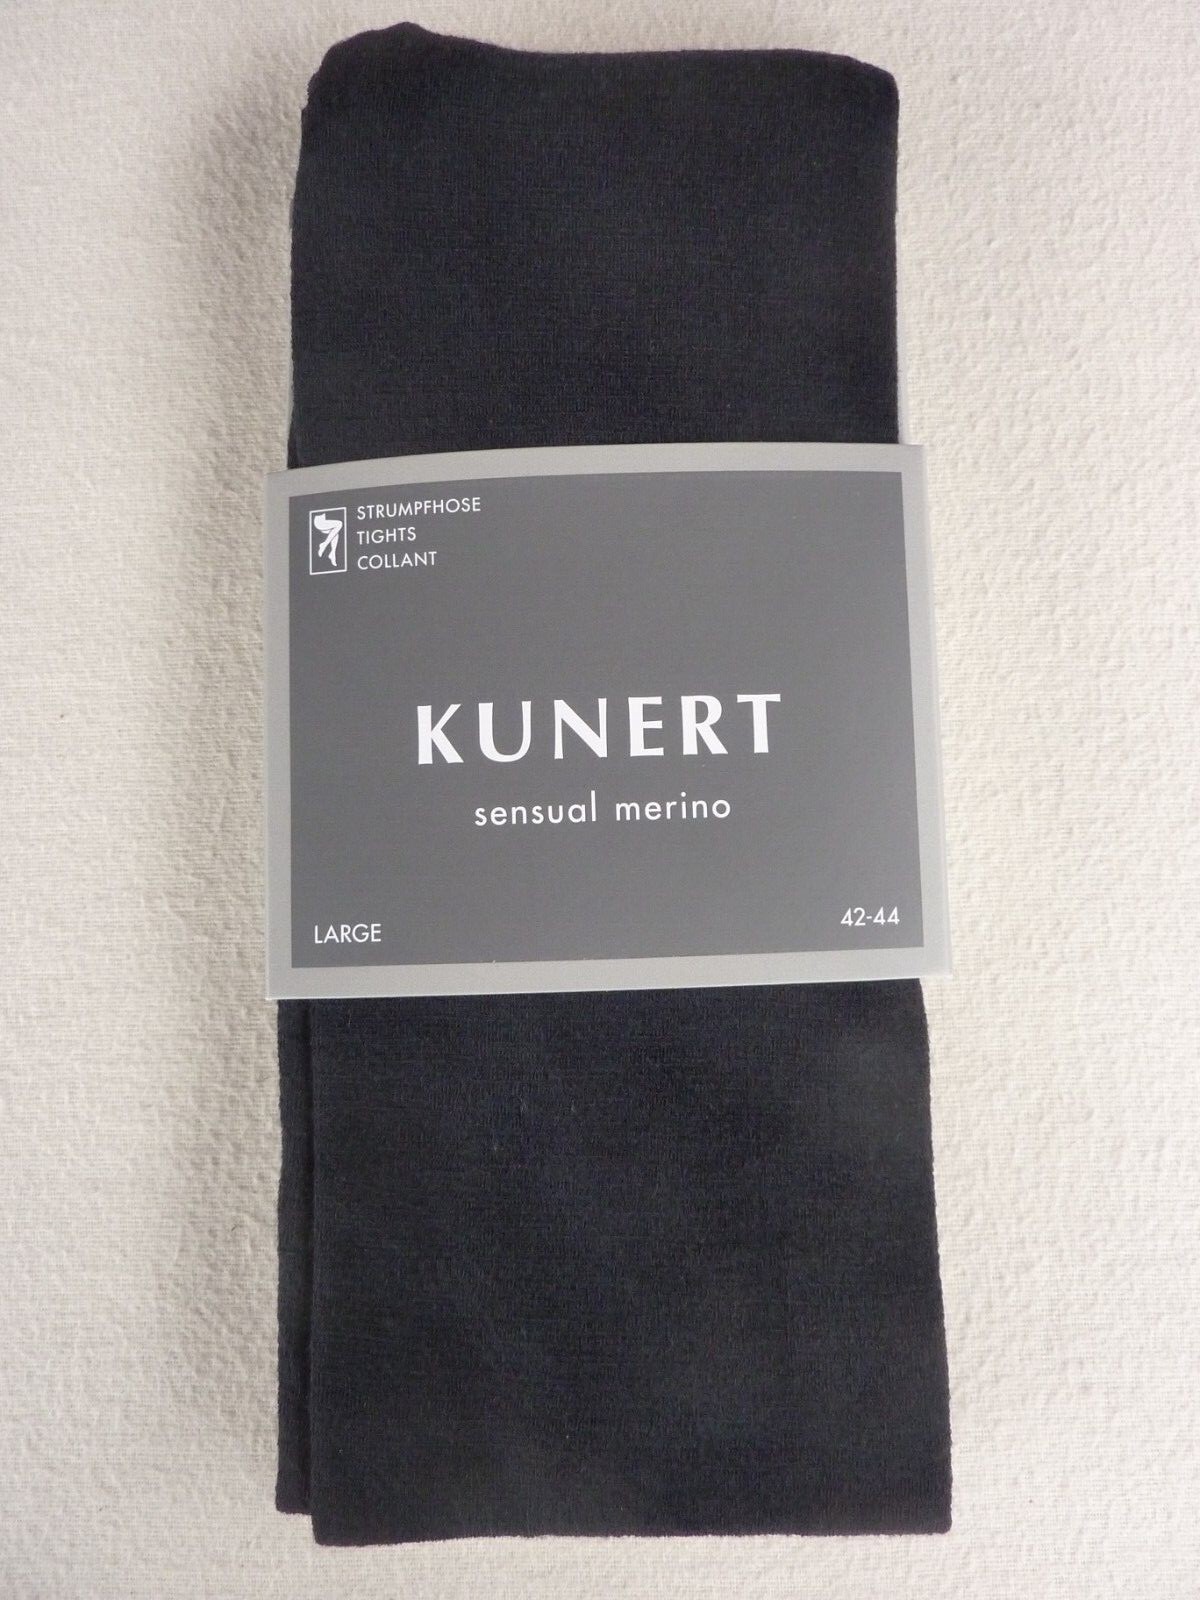 STRUMPFHOSE
TIGHTS
COLLANT
KUNERT
sensual merino
LARGE
42-44